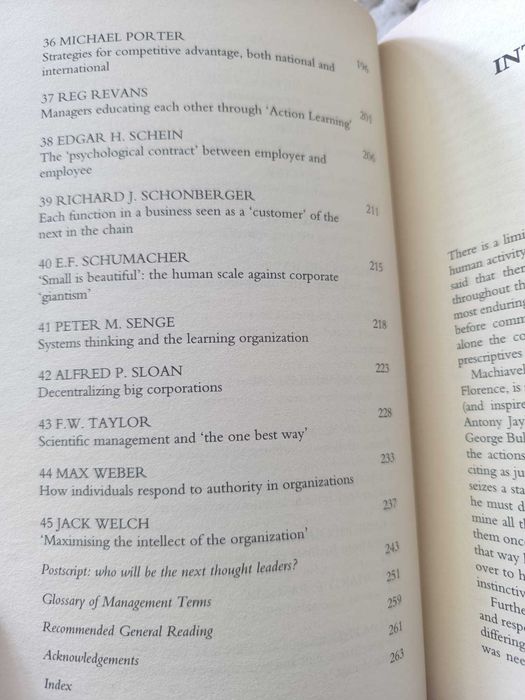 36 MICHAEL PORTER
Strategies for competitive advantage, both national and
international 196
37 REG REVANS
Managers educating each other through 'Action Learning' 201
38 EDGAR H. SCHEIN
The 'psychological contract' between employer and 206
employee
39 RICHARD J. SCHONBERGER
Each function in a business seen as a 'customer' of the 211
next in the chain
40 E.F. SCHUMACHER
'Small is beautiful': the human scale against corporate 215
'giantism'
41 PETER M. SENGE
Systems thinking and the learning organization 218
42 ALFRED P. SLOAN
Decentralizing big corporations 223
43 F.W. TAYLOR
Scientific management and 'the one best way' 228
44 MAX WEBER
How individuals respond to authority in organizations 233
45 JACK WELCH
'Maximising the intellect of the organization' 237
Postscript: who will be the next thought leaders? 243
Glossary of Management Terms 251
Recommended General Reading 259
Acknowledgements 261
Index 263
INT
There is a limi
human activity
said that ther
throughout th
most enduring
before comm
alone the co
prescriptives
Machiavel
Florence, is
(and inspire
Antony Jay
George Bul
the actions
citing as ju
seizes a sta
he must d
mine all t
them onc
that way
over to h
instinctiv
Furthe
and resp
differing
was nee